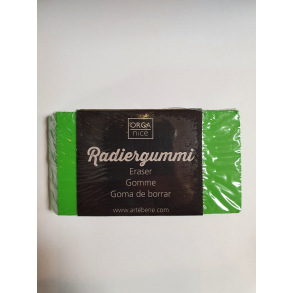 ORGA
nice
Radiergummi
Eraser
Gomme
Goma de borrar
www.artebene.com